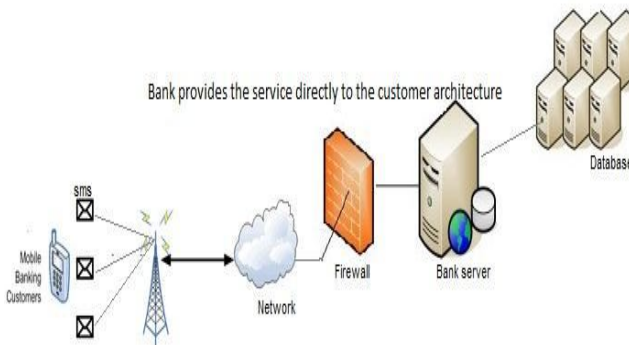 Bank provides the service directly to the customer architecture
Database
sms
Mobile
Banking
Customers
Firewall
Bank server
Network